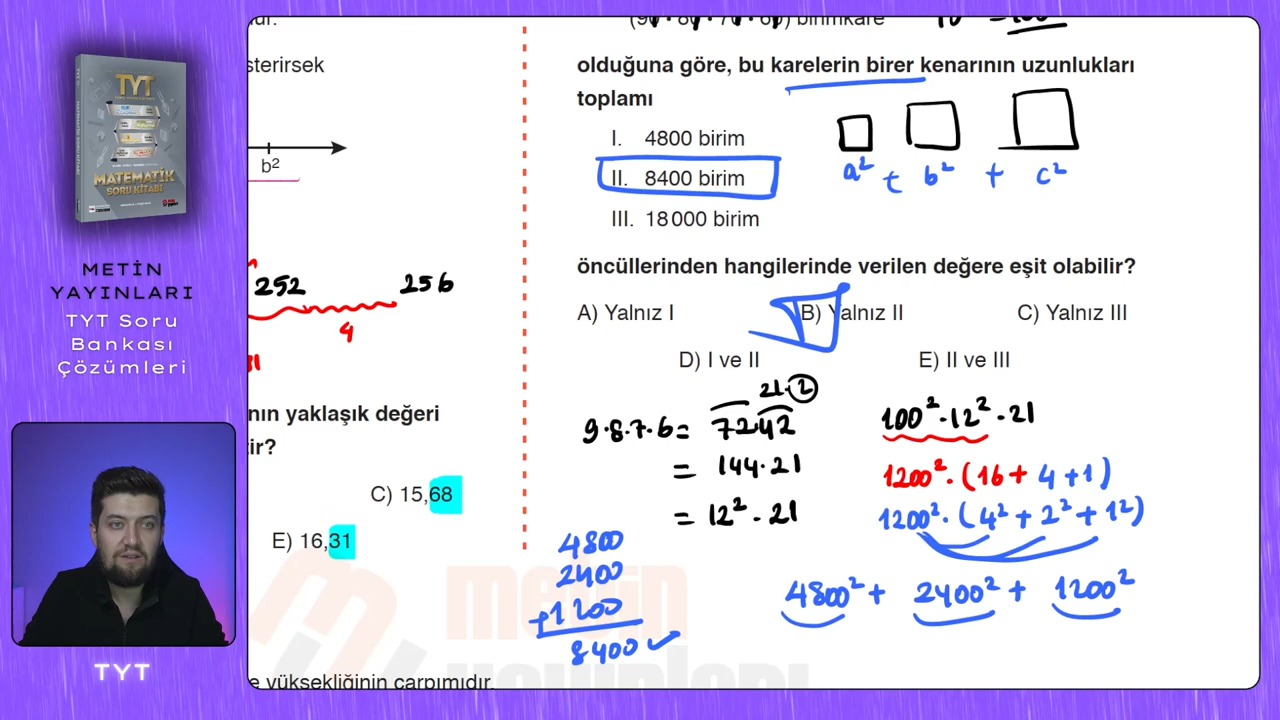 TYT
MATEMATİK
SORU KİTABI
METİN
YAYINLARI
TYT Soru
Bankası
Çözümleri
TYT
sterirsek
b²
252
256
4
nın yaklaşık değeri
C) 15,68
E) 16,31
e yüksekliğinin çarpımıdır.
birimkare
olduğuna göre, bu karelerin birer kenarının uzunlukları
toplamı
I. 4800 birim
II. 8400 birim
III. 18000 birim
a² + b² + c²
öncüllerinden hangilerinde verilen değere eşit olabilir?
A) Yalnız I
B) Yalnız II
C) Yalnız III
D) I ve II
E) II ve III
21·2
9·8·7·6= 7242
= 144·21
= 12²·21
100²·12²·21
1200²·(16+4+1)
1200²·(4²+2²+1²)
4800²+ 2400²+ 1200²
4800
2400
+1200
8400
METİN